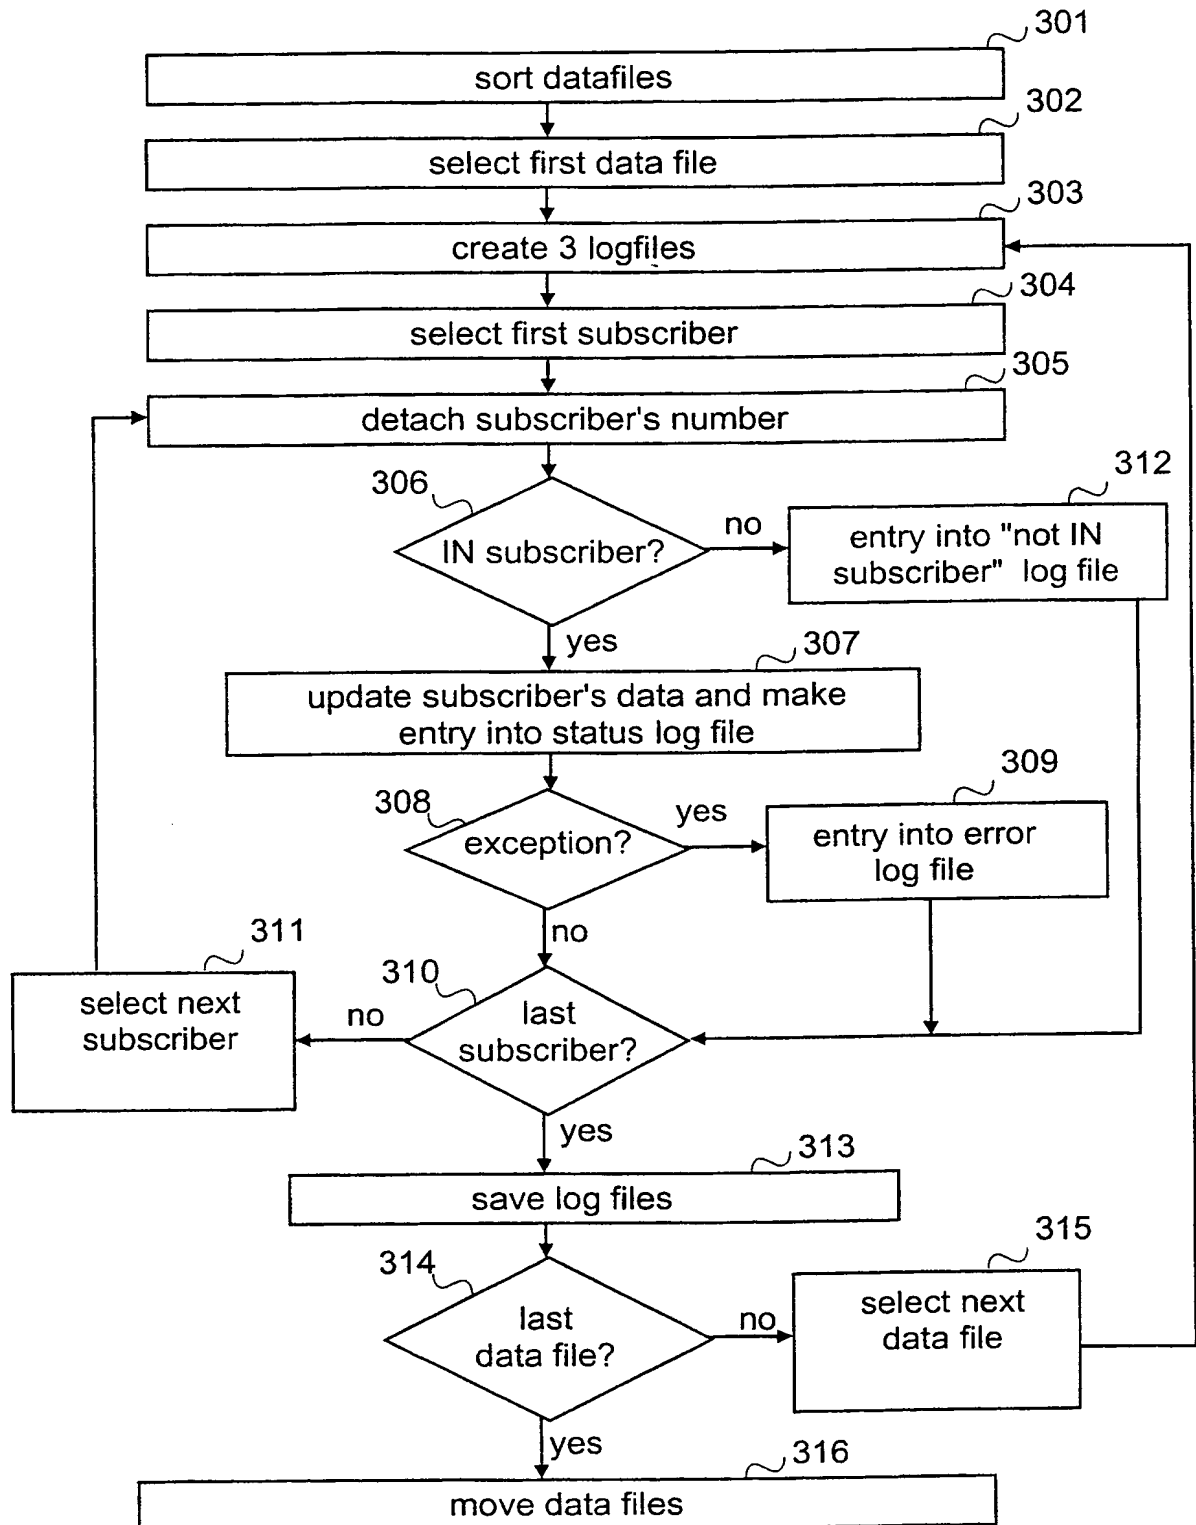 301
sort datafiles
302
select first data file
303
create 3 logfiles
304
select first subscriber
305
detach subscriber's number
306
IN subscriber?
no
312
entry into "not IN
subscriber" log file
yes
307
update subscriber's data and make
entry into status log file
308
exception?
yes
309
entry into error
log file
no
310
last
subscriber?
no
311
select next
subscriber
yes
313
save log files
314
last
data file?
no
315
select next
data file
yes
316
move data files